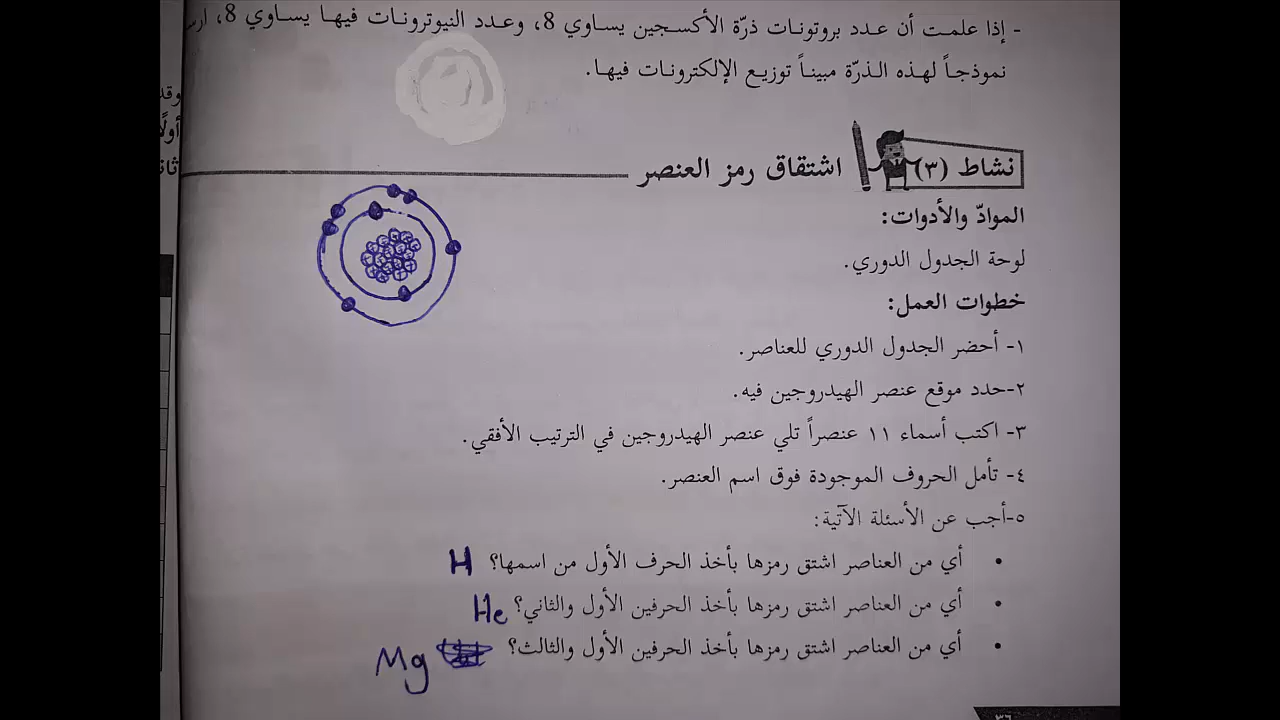 - إذا علمت أن عدد بروتونات ذرّة الأكسجين يساوي 8، وعدد النيوترونات فيها يساوي 8، ارس
نموذجاً لهذه الذرّة مبيناً توزيع الإلكترونات فيها.
وقد
أولًا
ثان
نشاط (٣) اشتقاق رمز العنصر
الموادّ والأدوات:
لوحة الجدول الدوري.
خطوات العمل:
١- أحضر الجدول الدوري للعناصر.
٢-حدد موقع عنصر الهيدروجين فيه.
٣- اكتب أسماء ١١ عنصراً تلي عنصر الهيدروجين في الترتيب الأفقي.
٤- تأمل الحروف الموجودة فوق اسم العنصر.
٥-أجب عن الأسئلة الآتية:
• أي من العناصر اشتق رمزها بأخذ الحرف الأول من اسمها؟ H
• أي من العناصر اشتق رمزها بأخذ الحرفين الأول والثاني؟ He
• أي من العناصر اشتق رمزها بأخذ الحرفين الأول والثالث؟ Mg
٣٦